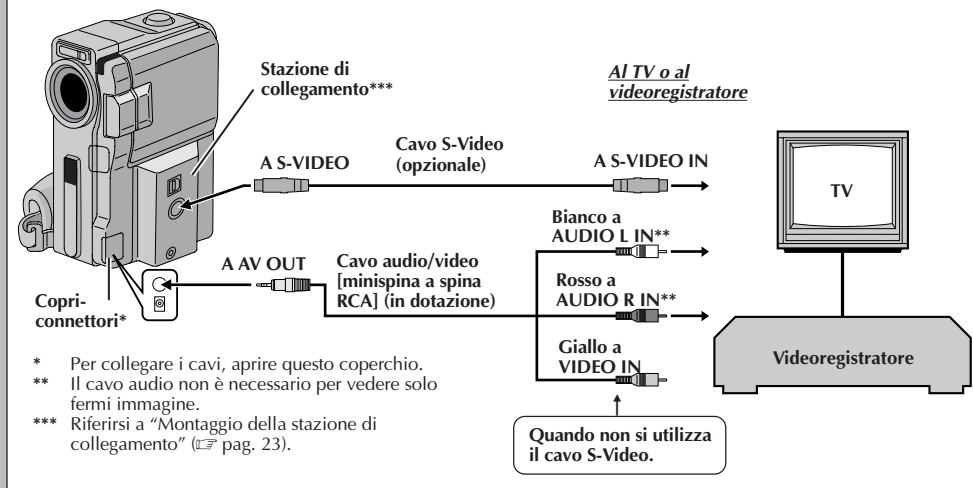 Stazione di
collegamento***
Al TV o al
videoregistratore
Cavo S-Video
(opzionale)
A S-VIDEO
A S-VIDEO IN
TV
Bianco a
AUDIO L IN**
A AV OUT
Cavo audio/video
[minispina a spina
RCA] (in dotazione)
Rosso a
AUDIO R IN**
Copri-
connettori*
Giallo a
VIDEO IN
Videoregistratore
* Per collegare i cavi, aprire questo coperchio.
** Il cavo audio non è necessario per vedere solo
fermi immagine.
*** Riferirsi a “Montaggio della stazione di
collegamento” (☞ pag. 23).
Quando non si utilizza
il cavo S-Video.